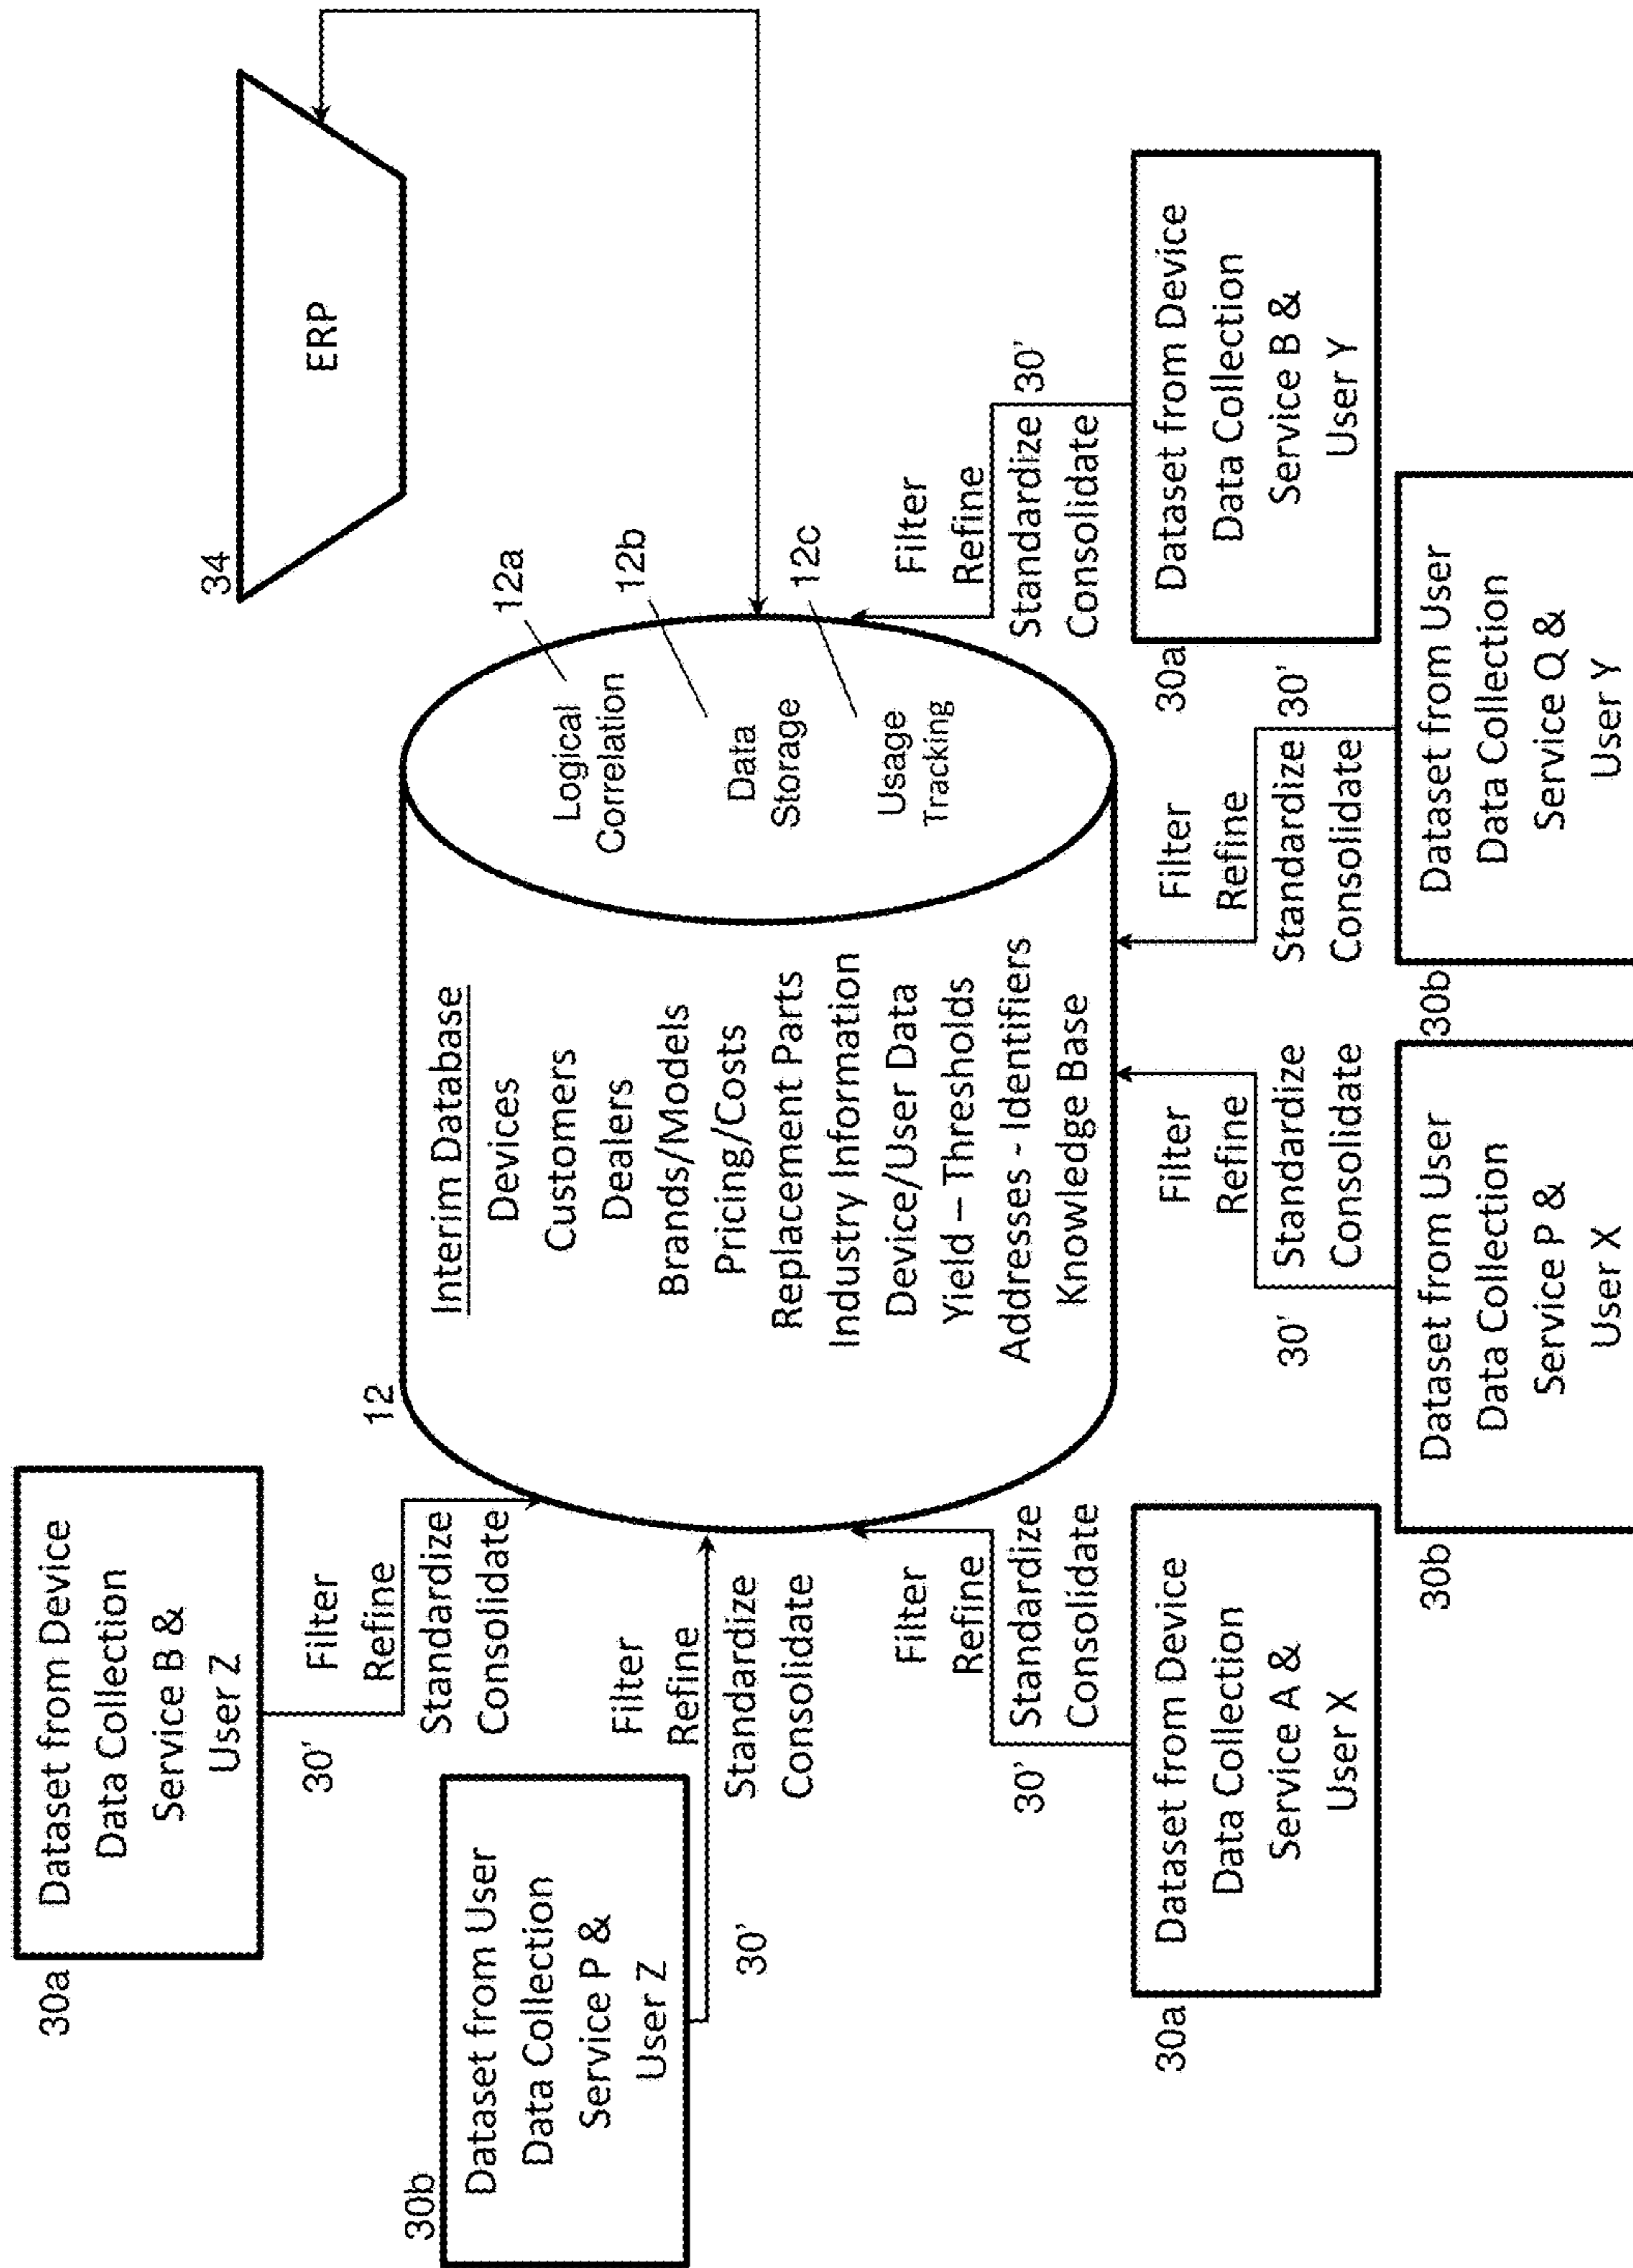 30a
Dataset from Device
Data Collection
Service B &
User Z
30'
Filter
Refine
Standardize
Consolidate
30b
Dataset from User
Data Collection
Service P &
User Z
30'
Filter
Refine
Standardize
Consolidate
30a
Dataset from Device
Data Collection
Service A &
User X
30'
Filter
Refine
Standardize
Consolidate
12
Interim Database
Devices
Customers
Dealers
Brands/Models
Pricing/Costs
Replacement Parts
Industry Information
Device/User Data
Yield – Thresholds
Addresses - Identifiers
Knowledge Base
Logical
Correlation
12a
Data
Storage
12b
Usage
Tracking
12c
34
ERP
30b
Dataset from User
Data Collection
Service P &
User X
30'
Filter
Refine
Standardize
Consolidate
30b
Dataset from User
Data Collection
Service Q &
User Y
30'
Filter
Refine
Standardize
Consolidate
30a
Dataset from Device
Data Collection
Service B &
User Y
30'
Filter
Refine
Standardize
Consolidate